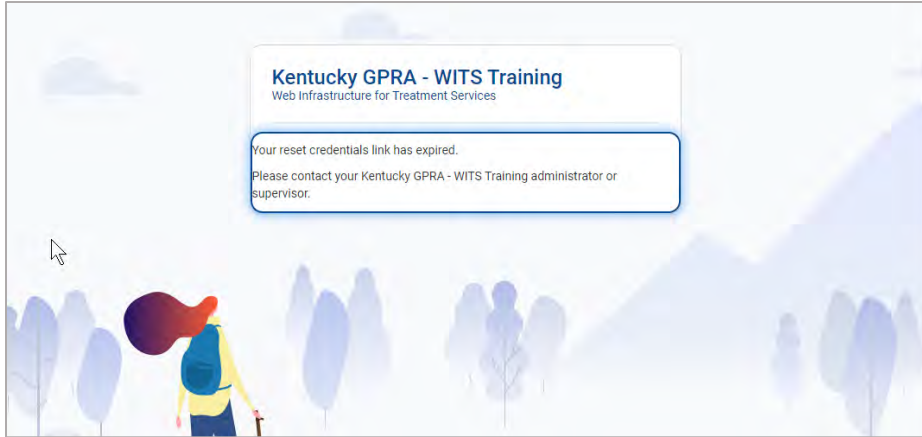 Kentucky GPRA - WITS Training
Web Infrastructure for Treatment Services
Your reset credentials link has expired.
Please contact your Kentucky GPRA - WITS Training administrator or
supervisor.